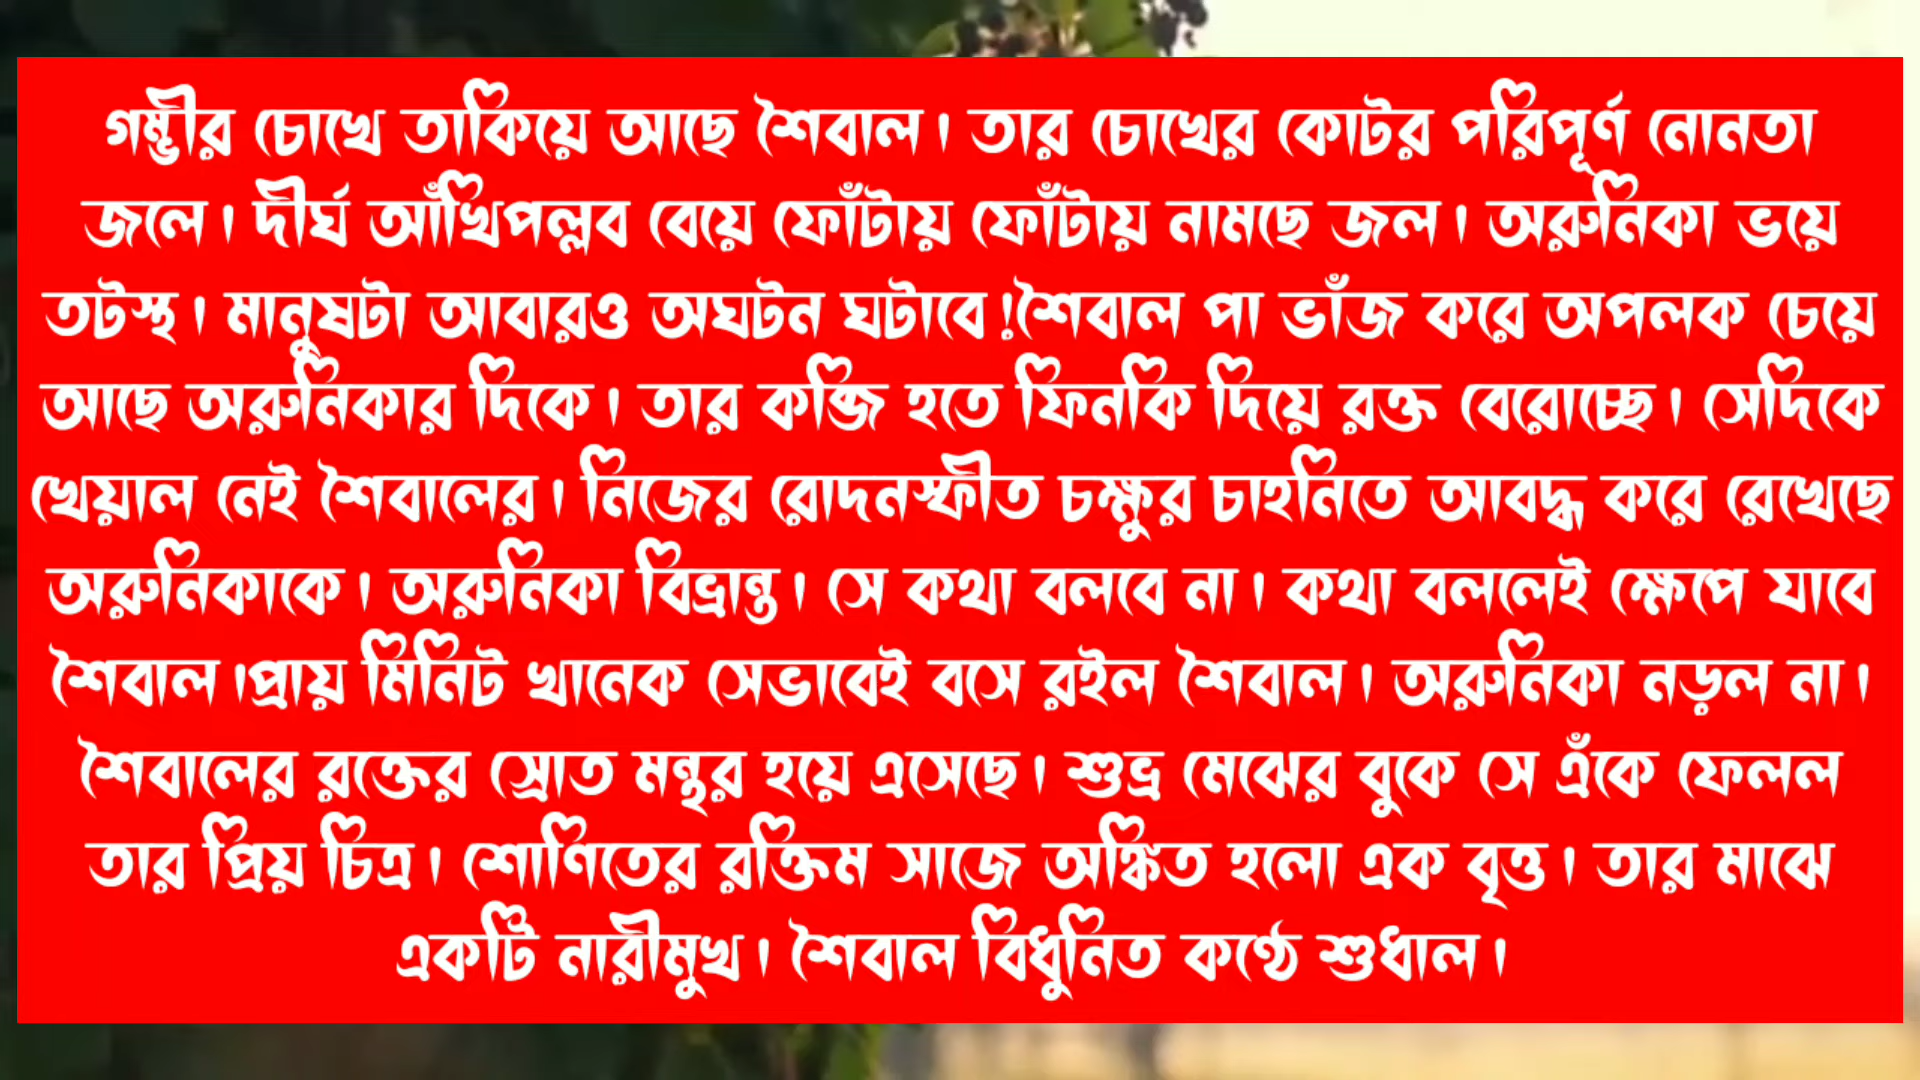 গম্ভীর চোখে তাকিয়ে আছে শৈবাল। তার চোখের কোটর পরিপূর্ণ নোনতা
জলে। দীর্ঘ আঁখিপল্লব বেয়ে ফোঁটায় ফোঁটায় নামছে জল। অরুনিকা ভয়ে
তটস্থ। মানুষটা আবারও অঘটন ঘটাবে !শৈবাল পা ভাঁজ করে অপলক চেয়ে
আছে অরুনিকার দিকে। তার কব্জি হতে ফিনকি দিয়ে রক্ত বেরোচ্ছে। সেদিকে
খেয়াল নেই শৈবালের। নিজের রোদনস্ফীত চক্ষুর চাহনিতে আবদ্ধ করে রেখেছে
অরুনিকাকে। অরুনিকা বিভ্রান্ত। সে কথা বলবে না। কথা বললেই ক্ষেপে যাবে
শৈবাল।প্রায় মিনিট খানেক সেভাবেই বসে রইল শৈবাল। অরুনিকা নড়ল না।
শৈবালের রক্তের স্রোত মন্থর হয়ে এসেছে। শুভ্র মেঝের বুকে সে এঁকে ফেলল
তার প্রিয় চিত্র। শোণিতের রক্তিম সাজে অঙ্কিত হলো এক বৃত্ত। তার মাঝে
একটি নারীমুখ। শৈবাল বিধুনিত কণ্ঠে শুধাল।